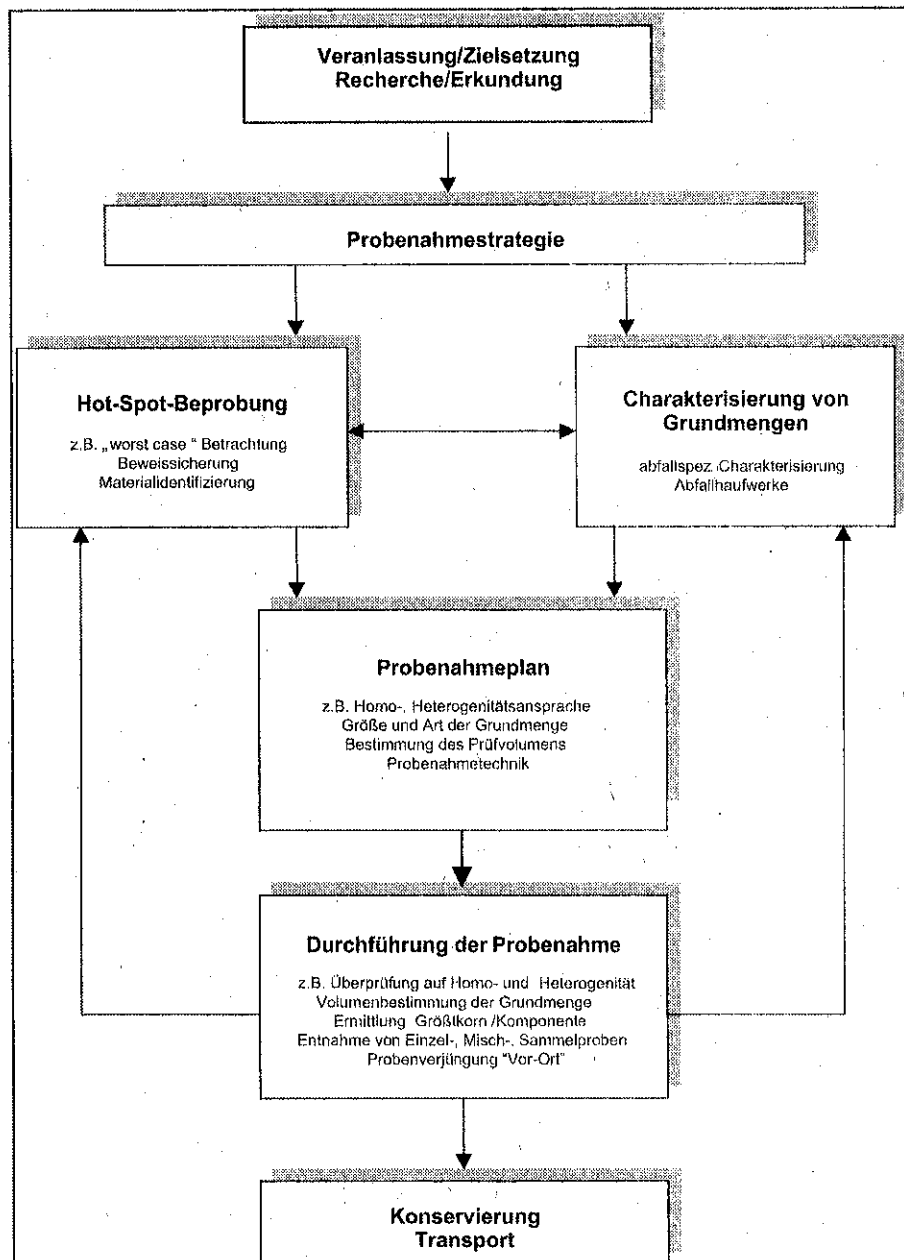 Veranlassung/Zielsetzung
Recherche/Erkundung
Probenahmestrategie
Hot-Spot-Beprobung
z.B. „worst case “ Betrachtung
Beweissicherung
Materialidentifizierung
Charakterisierung von
Grundmengen
abfallspez. Charakterisierung
Abfallhaufwerke
Probenahmeplan
z.B. Homo-, Heterogenitätsansprache
Größe und Art der Grundmenge
Bestimmung des Prüfvolumens
Probenahmetechnik
Durchführung der Probenahme
z.B. Überprüfung auf Homo- und Heterogenität
Volumenbestimmung der Grundmenge
Ermittlung Größtkorn /Komponente
Entnahme von Einzel-, Misch-, Sammelproben
Probenverjüngung "Vor-Ort"
Konservierung
Transport